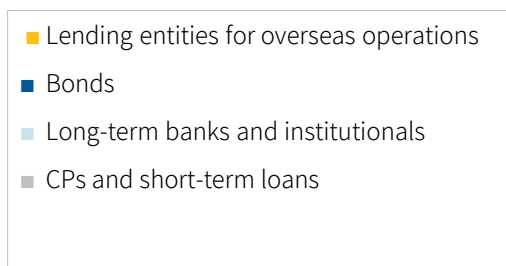 Lending entities for overseas operations
Bonds
Long-term banks and institutionals
CPs and short-term loans